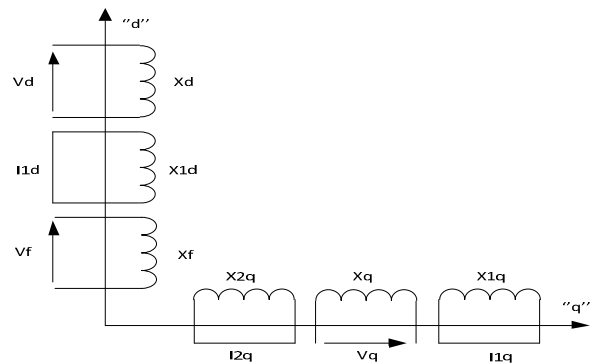 "d"
Vd Xd
I1d X1d
Vf Xf
X2q Xq X1q
"q"
I2q Vq I1q